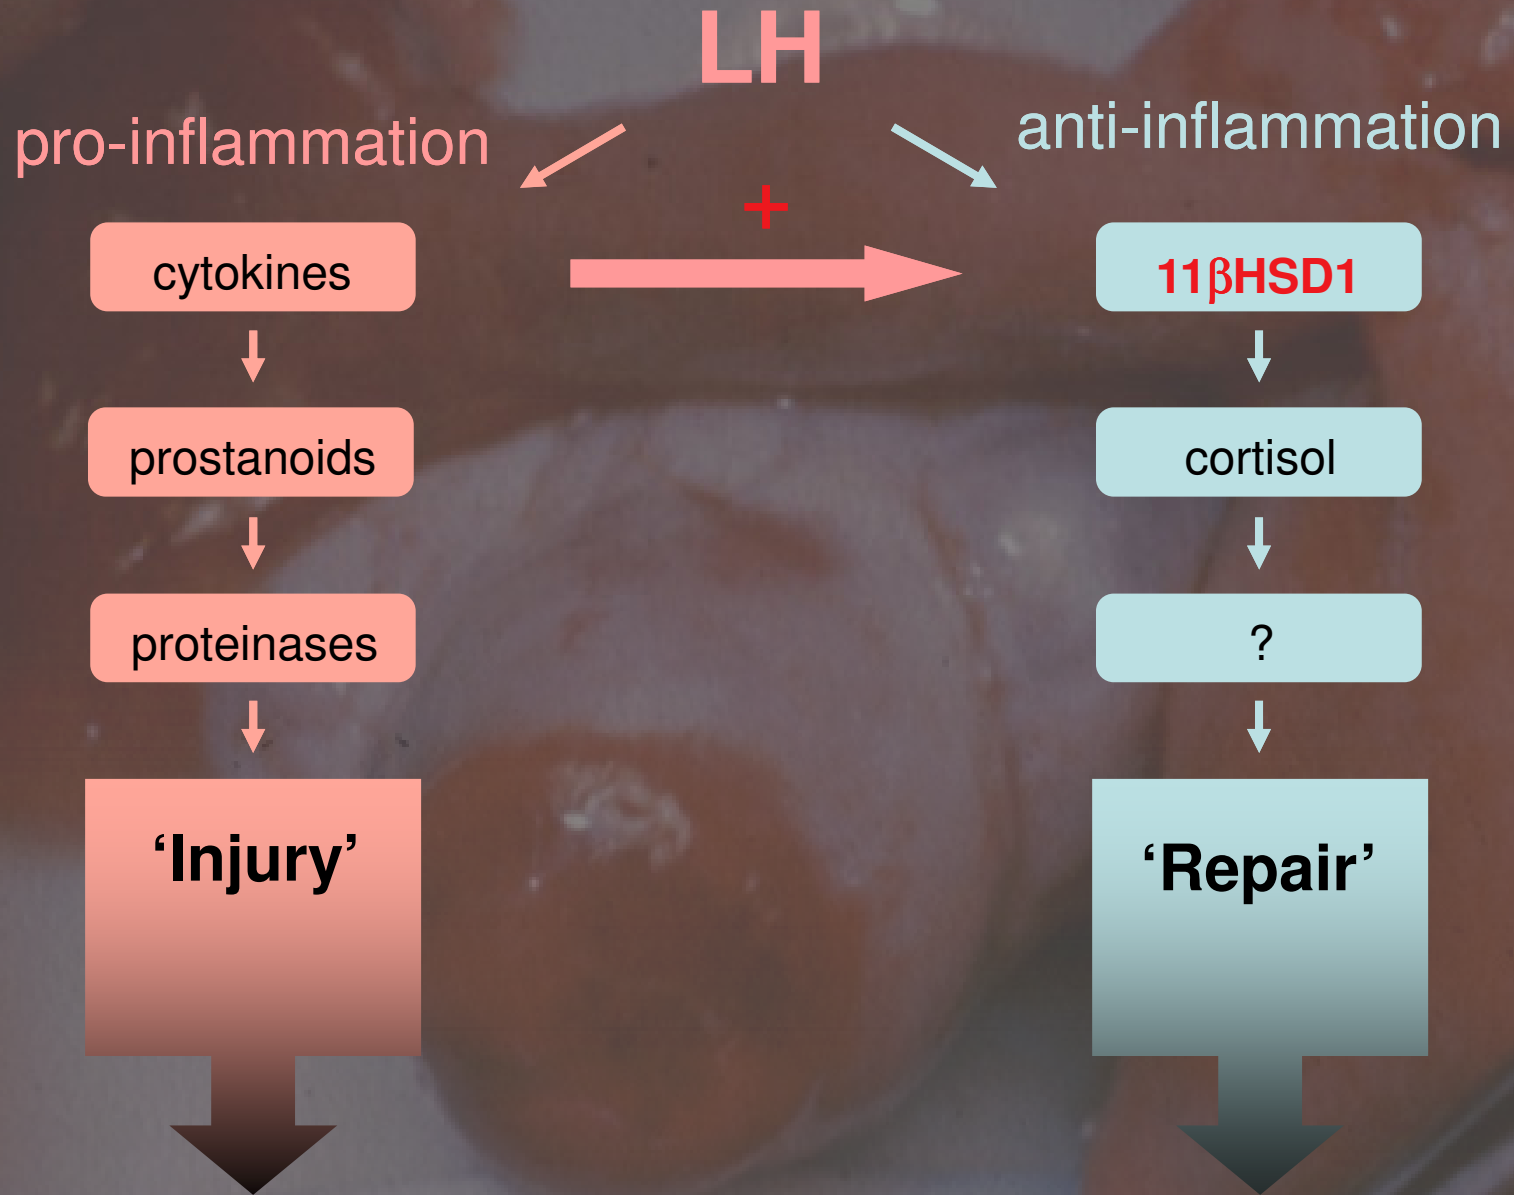 LH
pro-inflammation
anti-inflammation
+
cytokines
11βHSD1
prostanoids
cortisol
proteinases
?
‘Injury’
‘Repair’